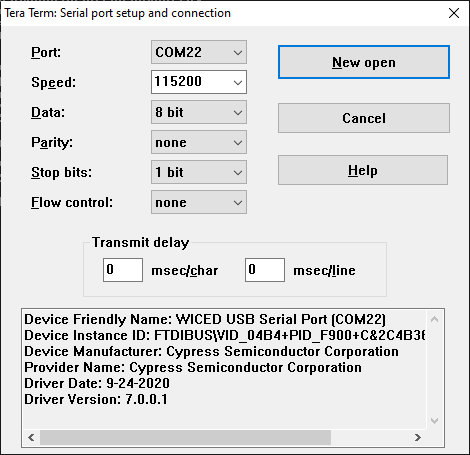 Tera Term: Serial port setup and connection
Port: COM22
New open
Speed: 115200
Data: 8 bit
Cancel
Parity: none
Stop bits: 1 bit
Help
Flow control: none
Transmit delay
0 msec/char 0 msec/line
Device Friendly Name: WICED USB Serial Port (COM22)
Device Instance ID: FTDIBUS\VID_04B4+PID_F900+C&2C4B36
Device Manufacturer: Cypress Semiconductor Corporation
Provider Name: Cypress Semiconductor Corporation
Driver Date: 9-24-2020
Driver Version: 7.0.0.1